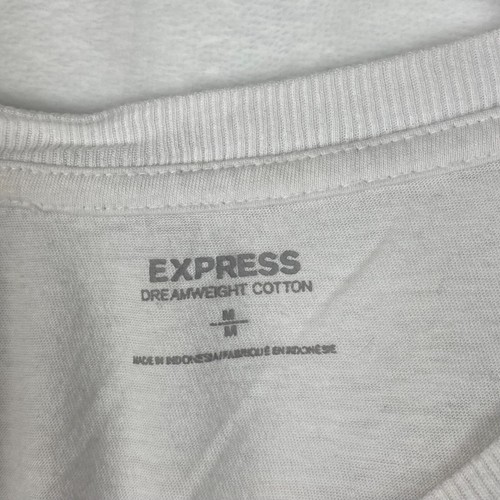 EXPRESS
DREAMWEIGHT COTTON
M
M
MADE IN INDONESIA/FABRIQUÉ EN INDONÉSIE